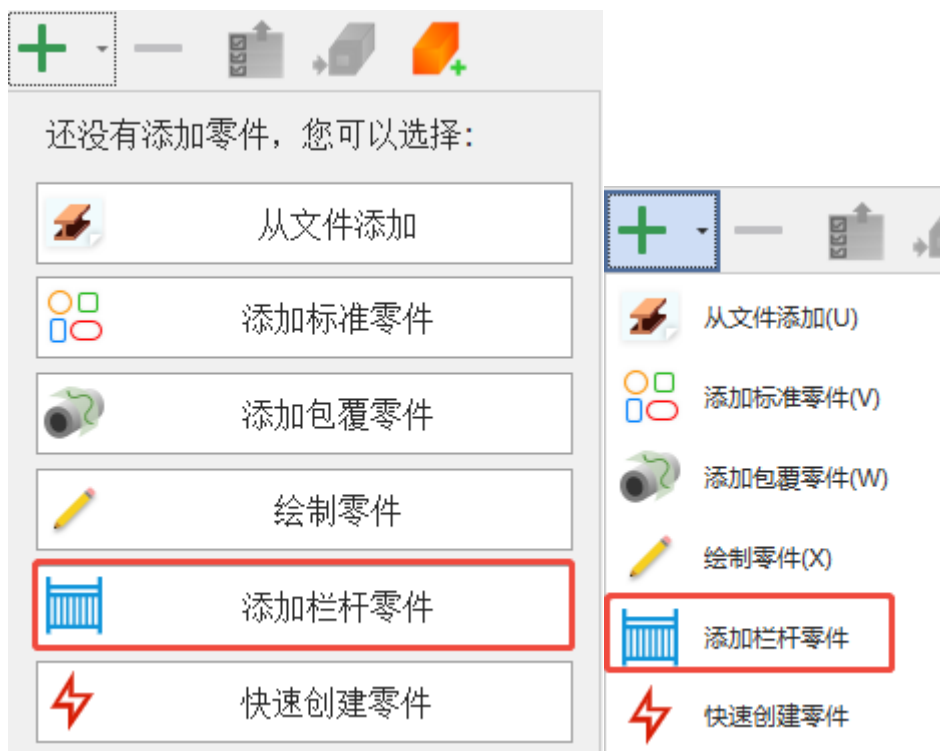 还没有添加零件，您可以选择:
从文件添加
添加标准零件
添加包覆零件
绘制零件
添加栏杆零件
快速创建零件
从文件添加(U)
添加标准零件(V)
添加包覆零件(W)
绘制零件(X)
添加栏杆零件
快速创建零件